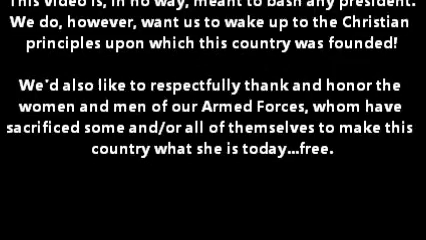 This video is, in no way, meant to bash any president.
We do, however, want us to wake up to the Christian
principles upon which this country was founded!
We'd also like to respectfully thank and honor the
women and men of our Armed Forces, whom have
sacrificed some and/or all of themselves to make this
country what she is today...free.